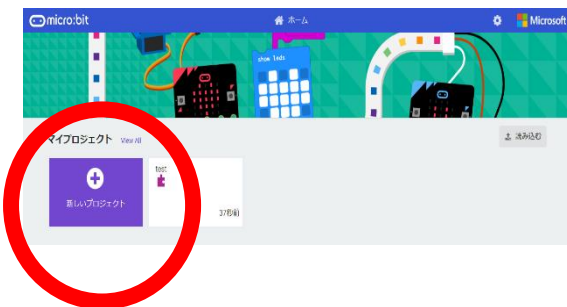 micro:bit
ホーム
Microsoft
show leds
マイプロジェクト View All
読み込む
新しいプロジェクト
test
37秒前